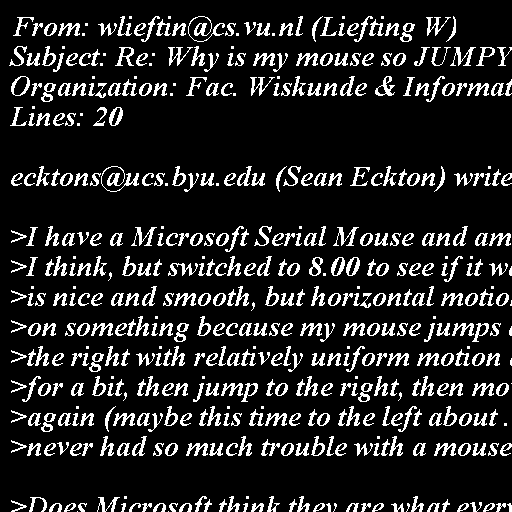 From: wlieftin@cs.vu.nl (Liefting W)
Subject: Re: Why is my mouse so JUMPY
Organization: Fac. Wiskunde & Informat
Lines: 20
ecktons@ucs.byu.edu (Sean Eckton) write
>I have a Microsoft Serial Mouse and am
>I think, but switched to 8.00 to see if it w
>is nice and smooth, but horizontal motio
>on something because my mouse jumps
>the right with relatively uniform motion
>for a bit, then jump to the right, then mo
>again (maybe this time to the left about .
>never had so much trouble with a mouse
>Does Microsoft think they are what every